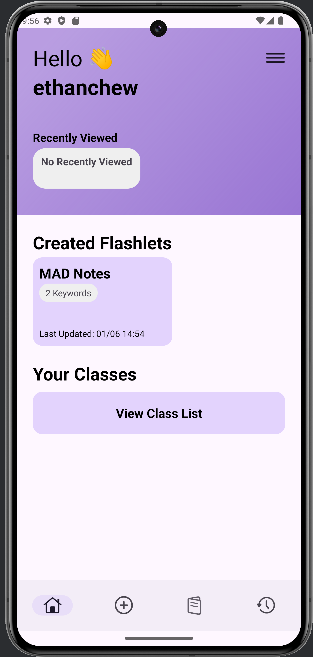 9:56
Hello 👋
ethanchew
Recently Viewed
No Recently Viewed
Created Flashlets
MAD Notes
2 Keywords
Last Updated: 01/06 14:54
Your Classes
View Class List